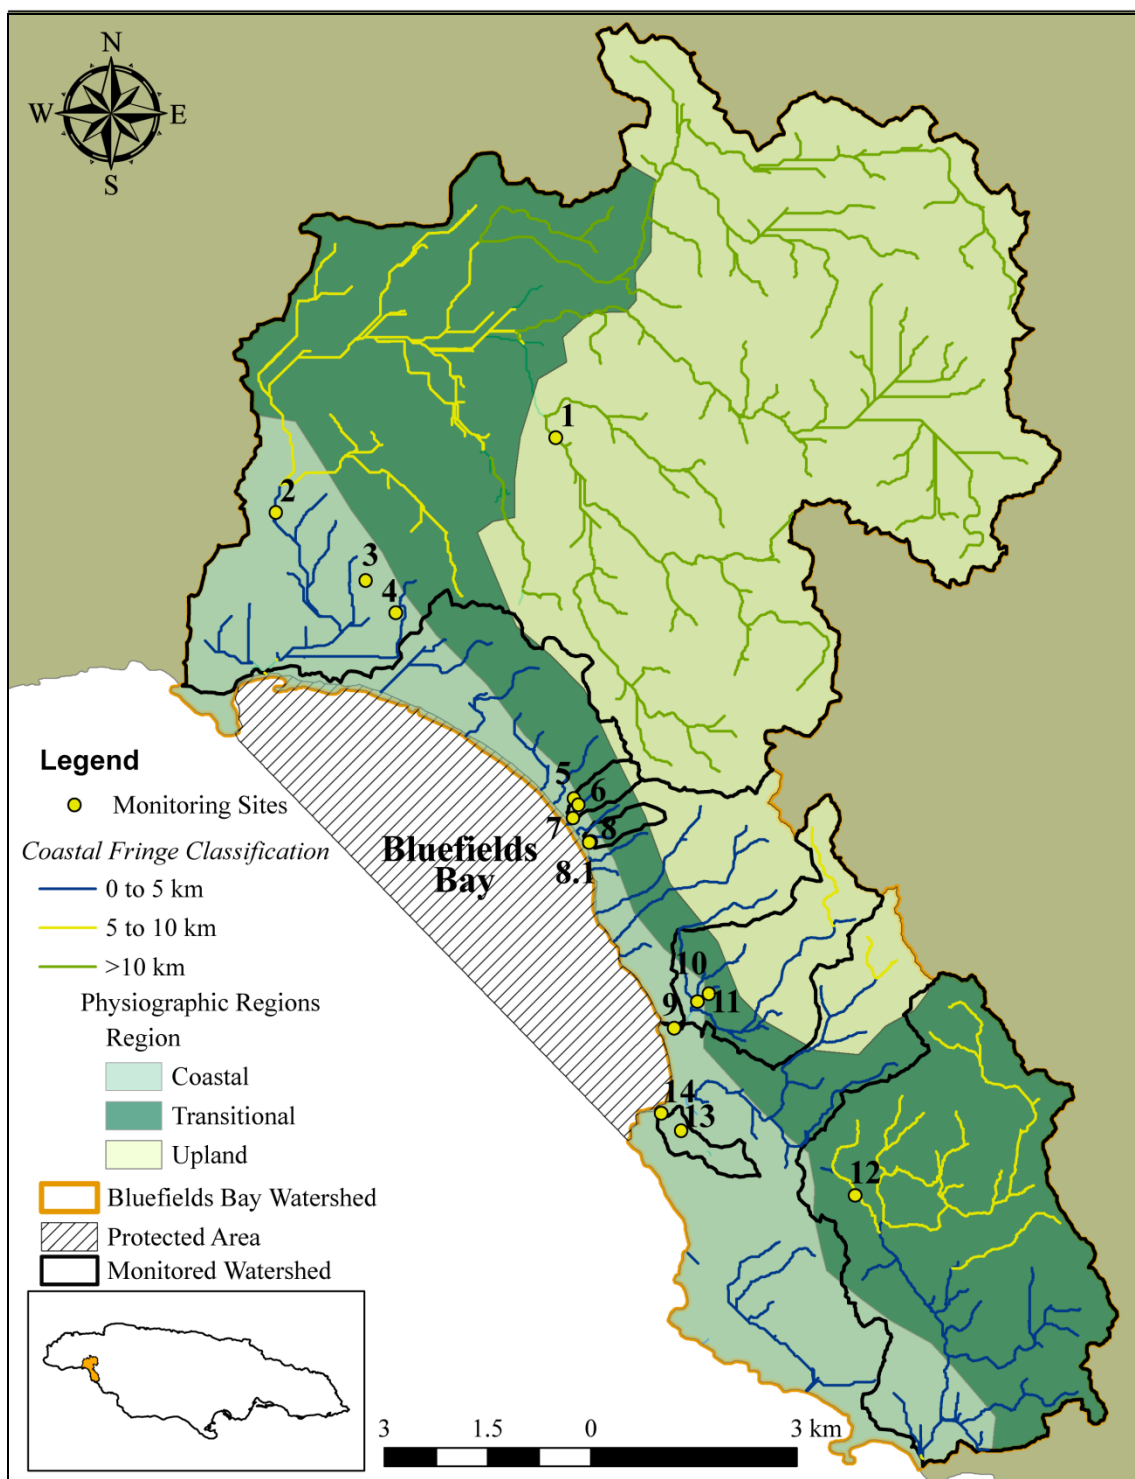 N
W
E
S
1
2
3
4
5
6
7
8
8.1
Bluefields
Bay
10
9
11
14
13
12
Legend
Monitoring Sites
Coastal Fringe Classification
0 to 5 km
5 to 10 km
>10 km
Physiographic Regions
Region
Coastal
Transitional
Upland
Bluefields Bay Watershed
Protected Area
Monitored Watershed
3 1.5 0 3 km